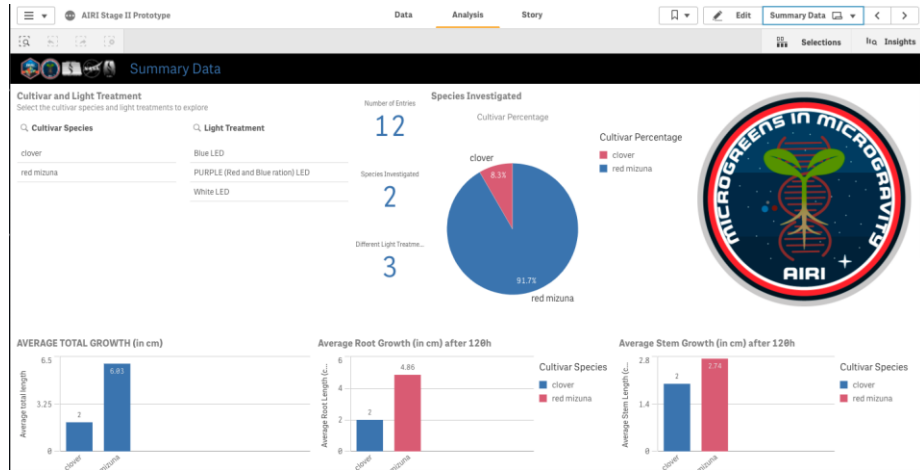 AIRI Stage II Prototype
Data
Analysis
Story
Edit
Summary Data
Selections
Insights
Summary Data
Cultivar and Light Treatment
Select the cultivar species and light treatments to explore
Cultivar Species
clover
red mizuna
Light Treatment
Blue LED
PURPLE (Red and Blue ration) LED
White LED
Number of Entries
12
Species Investigated
2
Different Light Treatme...
3
Species Investigated
Cultivar Percentage
clover
8.3%
91.7%
red mizuna
Cultivar Percentage
clover
red mizuna
MICROGREENS IN MICROGRAVITY
AIRI
AVERAGE TOTAL GROWTH (in cm)
Average total length
6.5
3.25
0
2
6.03
clover
mizuna
Average Root Growth (in cm) after 120h
Average Root Length (c...
6
4
2
0
2
4.86
clover
mizuna
Cultivar Species
clover
red mizuna
Average Stem Growth (in cm) after 120h
Average Stem Length (c...
2.8
1.4
0
2
2.74
clover
mizuna
Cultivar Species
clover
red mizuna